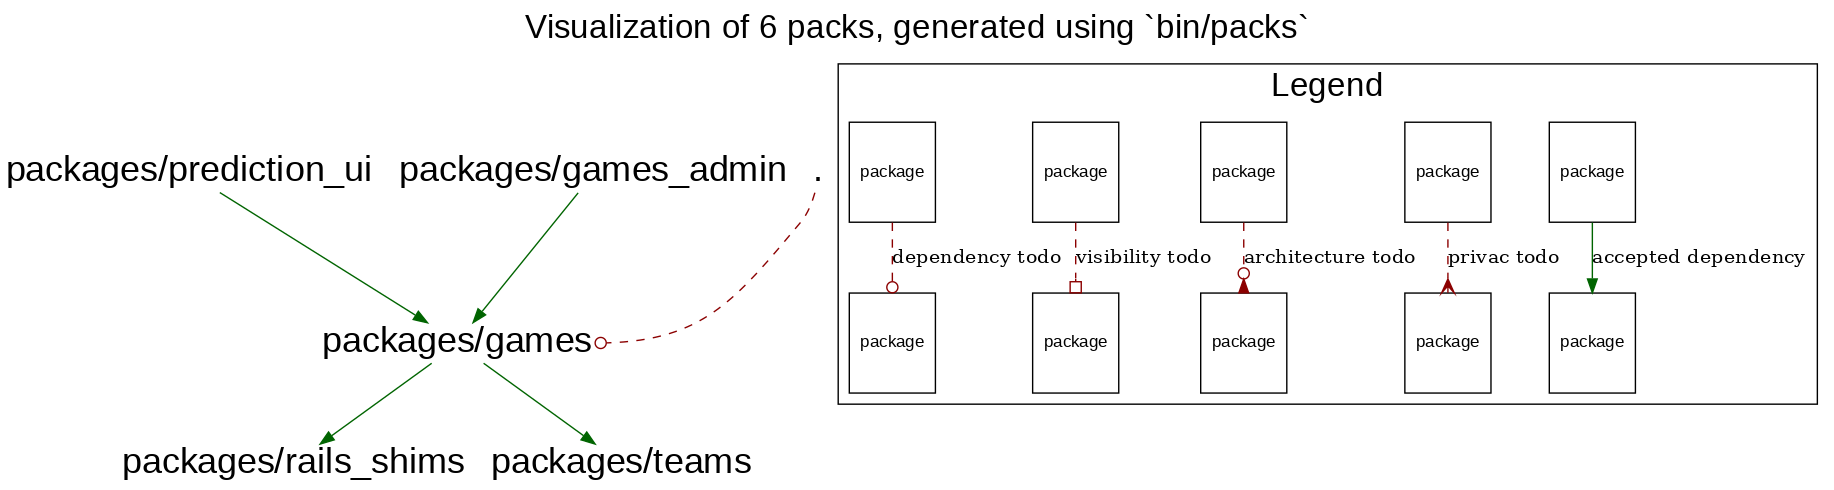 Visualization of 6 packs, generated using `bin/packs`
Legend
packages/prediction_ui packages/games_admin .
package package package package package
dependency todo visibility todo architecture todo privac todo accepted dependency
packages/games
package package package package package
packages/rails_shims packages/teams